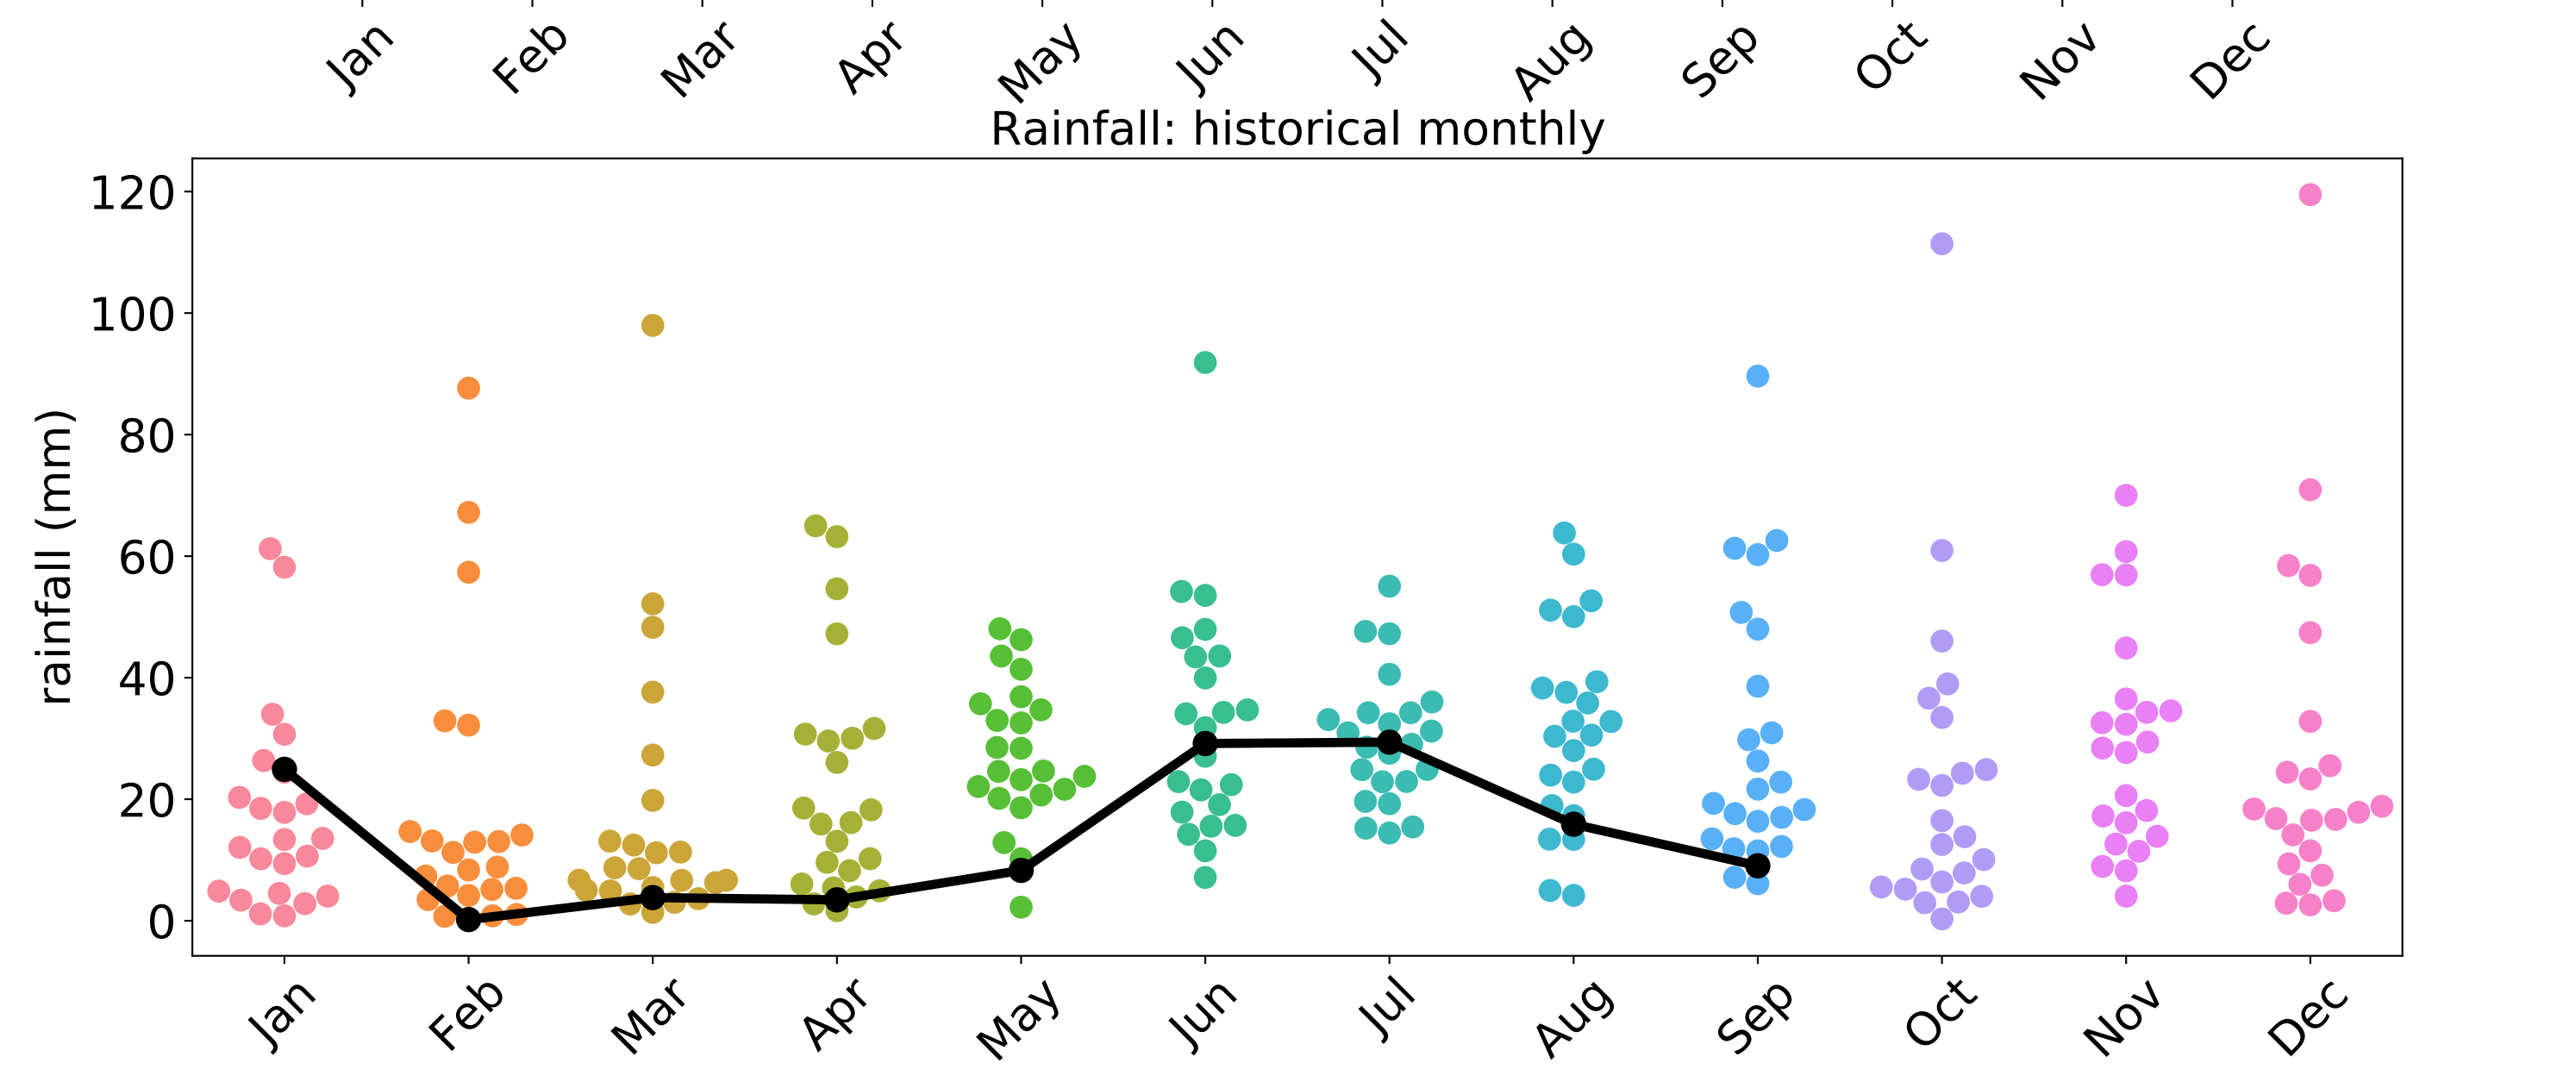 Jan Feb Mar Apr May Jun Jul Aug Sep Oct Nov Dec
Rainfall: historical monthly
rainfall (mm)
120
100
80
60
40
20
0
Jan Feb Mar Apr May Jun Jul Aug Sep Oct Nov Dec